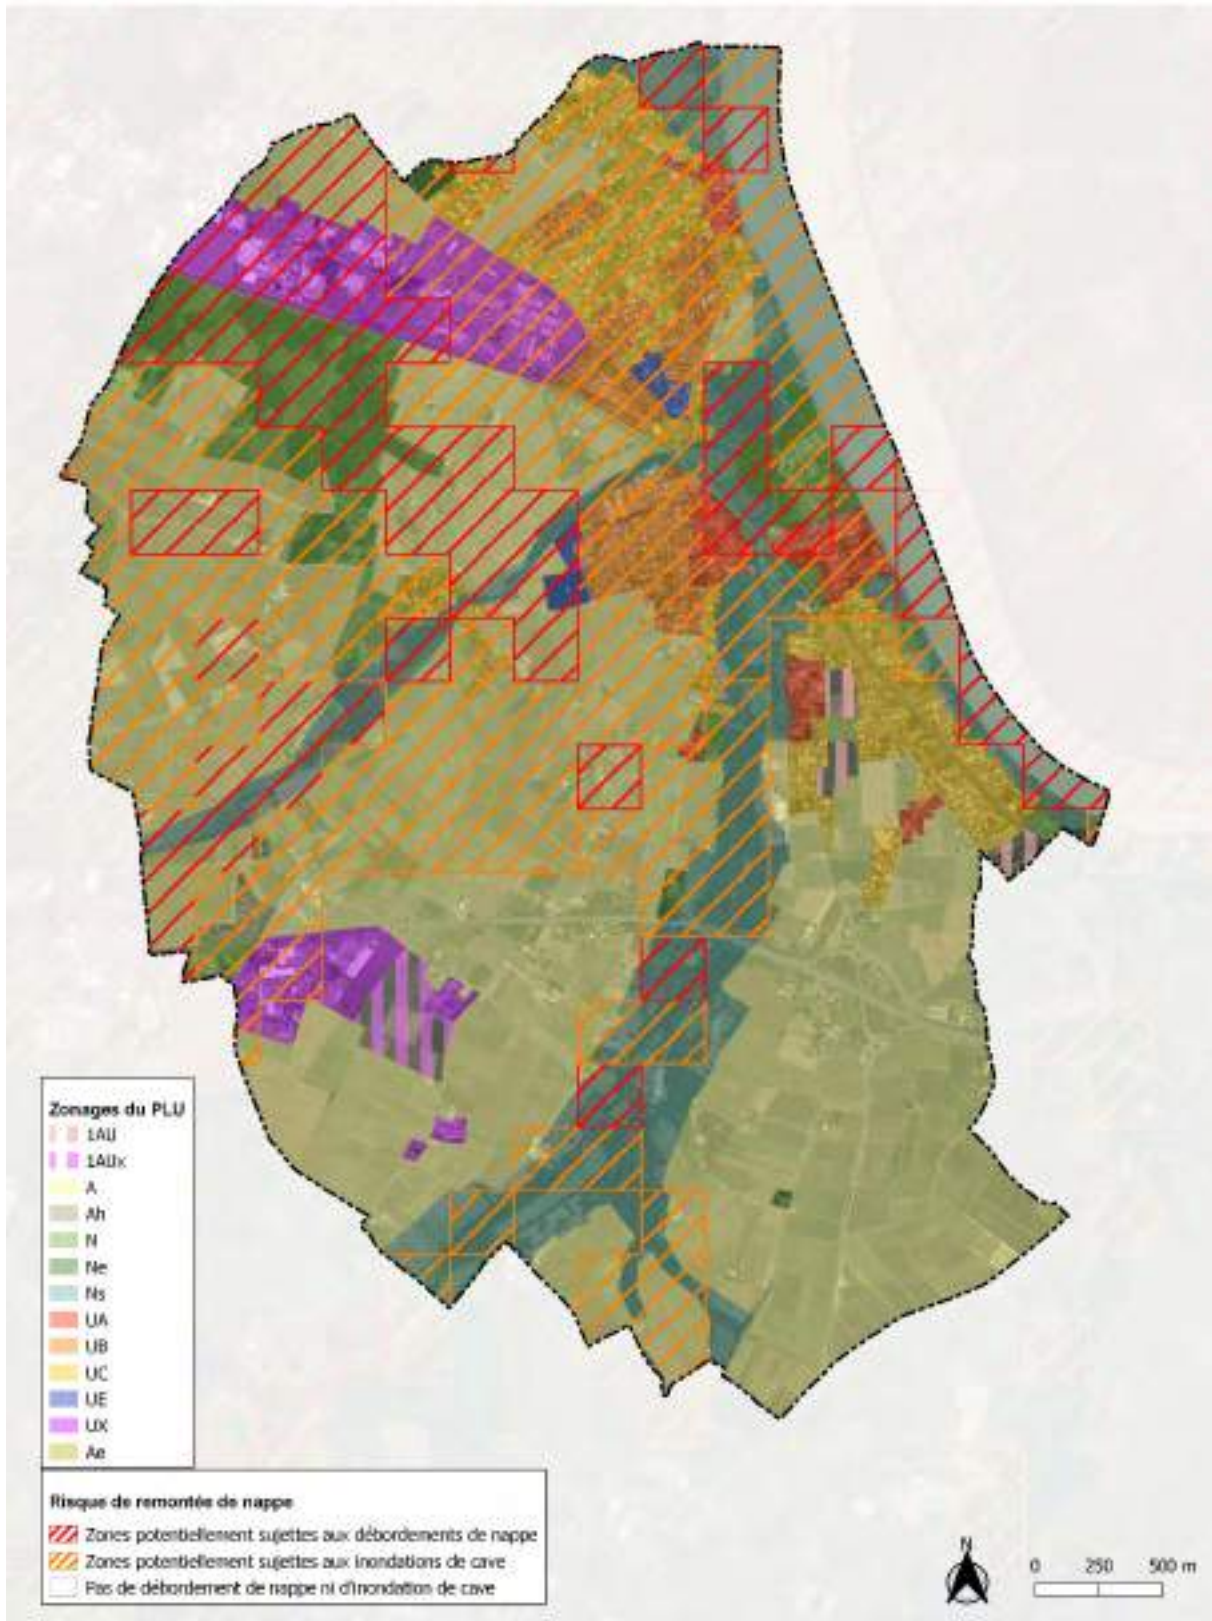 Zonages du PLU
1AU
1AUx
A
Ah
N
Ne
Ns
UA
UB
UC
UE
UX
Ae
Risque de remontée de nappe
Zones potentiellement sujettes aux débordements de nappe
Zones potentiellement sujettes aux inondations de cave
Pas de débordement de nappe ni d'inondation de cave
N
0 250 500 m